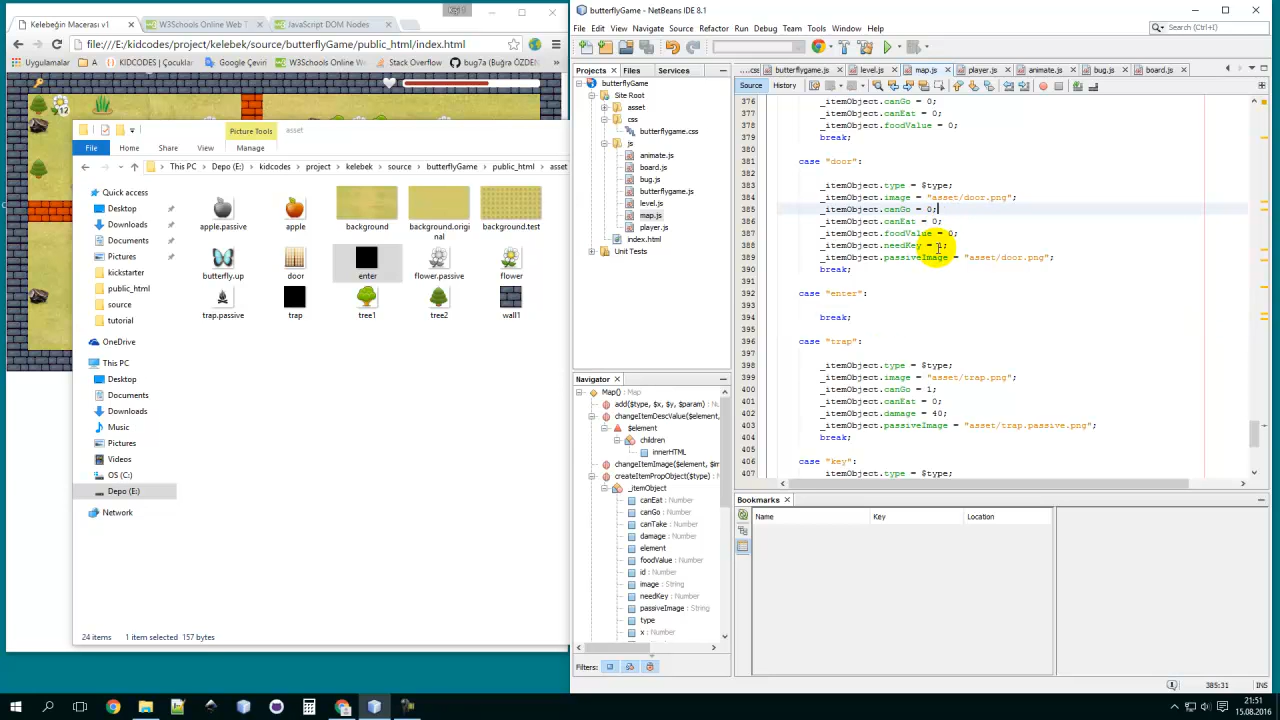 Kelebeğin Macerası v1
W3Schools Online Web T
JavaScript DOM Nodes
file:///E:/kidcodes/project/kelebek/source/butterflyGame/public_html/index.html
Uygulamalar
KIDCODES | Çocuklar
Google Çeviri
W3Schools Online Web
Stack Overflow
bug7a (Buğra ÖZDEN
12
Picture Tools
asset
File
Home
Share
View
Manage
This PC
Depo (E:)
kidcodes
project
kelebek
source
butterflyGame
public_html
asset
Quick access
Desktop
Downloads
Documents
Pictures
kickstarter
public_html
source
tutorial
OneDrive
This PC
Desktop
Documents
Downloads
Music
Pictures
Videos
OS (C:)
Depo (E:)
Network
apple.passive
apple
background
background.origi
nal
background.test
butterfly.up
door
enter
flower.passive
flower
trap.passive
trap
tree1
tree2
wall1
24 items
1 item selected 157 bytes
butterflyGame - NetBeans IDE 8.1
File Edit View Navigate Source Refactor Run Debug Team Tools Window Help
Search (Ctrl+I)
Projects
Files
Services
butterflyGame
Site Root
asset
css
butterflygame.css
js
animate.js
board.js
bug.js
butterflygame.js
level.js
map.js
player.js
index.html
Unit Tests
...css
butterflygame.js
level.js
map.js
player.js
animate.js
bug.js
board.js
Source
History
376 _itemObject.canGo = 0;
377 _itemObject.canEat = 0;
378 _itemObject.foodValue = 0;
379 break;
380
381 case "door":
382
383 _itemObject.type = $type;
384 _itemObject.image = "asset/door.png";
385 _itemObject.canGo = 0;
386 _itemObject.canEat = 0;
387 _itemObject.foodValue = 0;
388 _itemObject.needKey = 1;
389 _itemObject.passiveImage = "asset/door.png";
390 break;
391
392 case "enter":
393
394 break;
395
396 case "trap":
397
398 _itemObject.type = $type;
399 _itemObject.image = "asset/trap.png";
400 _itemObject.canGo = 1;
401 _itemObject.canEat = 0;
402 _itemObject.damage = 40;
403 _itemObject.passiveImage = "asset/trap.passive.png";
404 break;
405
406 case "key":
407 _itemObject.type = $type;
Navigator
Map() : Map
add($type, $x, $y, $param)
changeItemDescValue($element,
$element
children
innerHTML
changeItemImage($element, $im
createItemPropObject($type)
_itemObject
canEat : Number
canGo : Number
canTake : Number
damage : Number
element
foodValue : Number
id : Number
image : String
needKey : Number
passiveImage : String
type
x : Number
Filters:
Bookmarks
Name
Key
Location
385:31
INS
21:51
15.08.2016